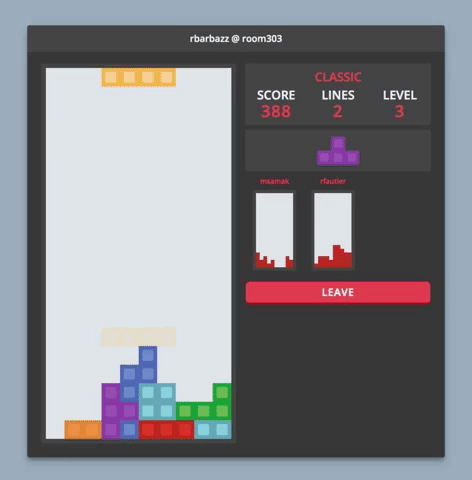 rbarbazz @ room303
CLASSIC
SCORE LINES LEVEL
388 2 3
msamak rfautier
LEAVE